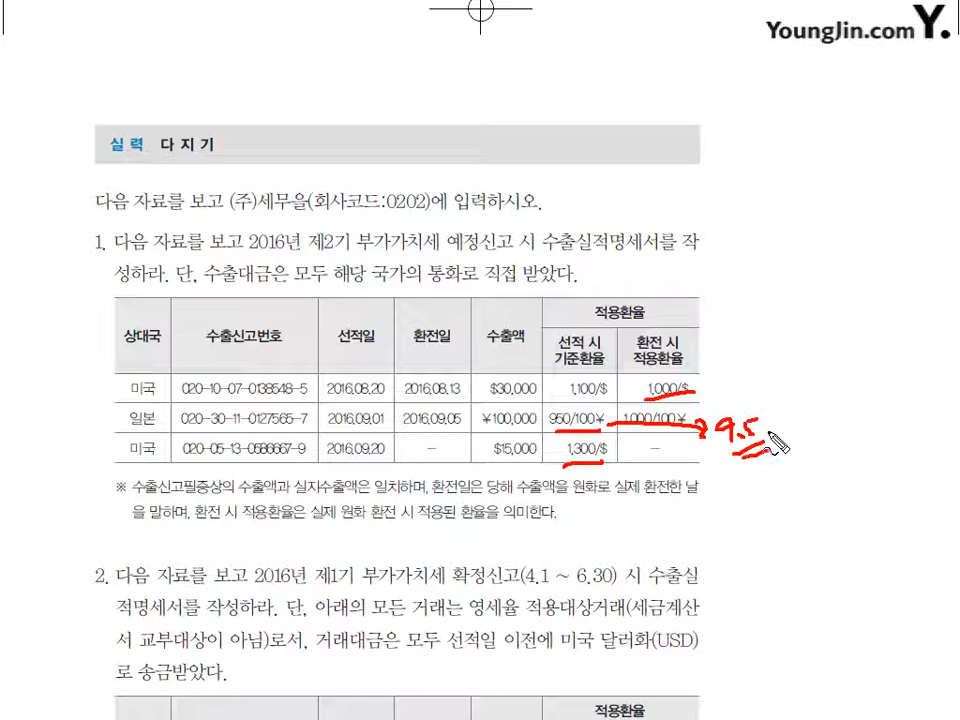 YoungJin.com Y.
실력 다지기
다음 자료를 보고 (주)세무을(회사코드:0202)에 입력하시오.
1. 다음 자료를 보고 2016년 제2기 부가가치세 예정신고 시 수출실적명세서를 작
성하라. 단, 수출대금은 모두 해당 국가의 통화로 직접 받았다.
상대국 수출신고번호 선적일 환전일 수출액 적용환율
선적 시 기준환율 환전 시 적용환율
미국 020-10-07-0138548-5 2016.08.20 2016.08.13 $30,000 1,100/$ 1,000/$
일본 020-30-11-0127565-7 2016.09.01 2016.09.05 ¥100,000 950/100¥ 1,000/100¥ 9.5
미국 020-05-13-0586667-9 2016.09.20 – $15,000 1,300/$ –
※ 수출신고필증상의 수출액과 실지수출액은 일치하며, 환전일은 당해 수출액을 원화로 실제 환전한 날
을 말하며, 환전 시 적용환율은 실제 원화 환전 시 적용된 환율을 의미한다.
2. 다음 자료를 보고 2016년 제1기 부가가치세 확정신고(4.1 ~ 6.30) 시 수출실
적명세서를 작성하라. 단, 아래의 모든 거래는 영세율 적용대상거래(세금계산
서 교부대상이 아님)로서, 거래대금은 모두 선적일 이전에 미국 달러화(USD)
로 송금받았다.
적용환율